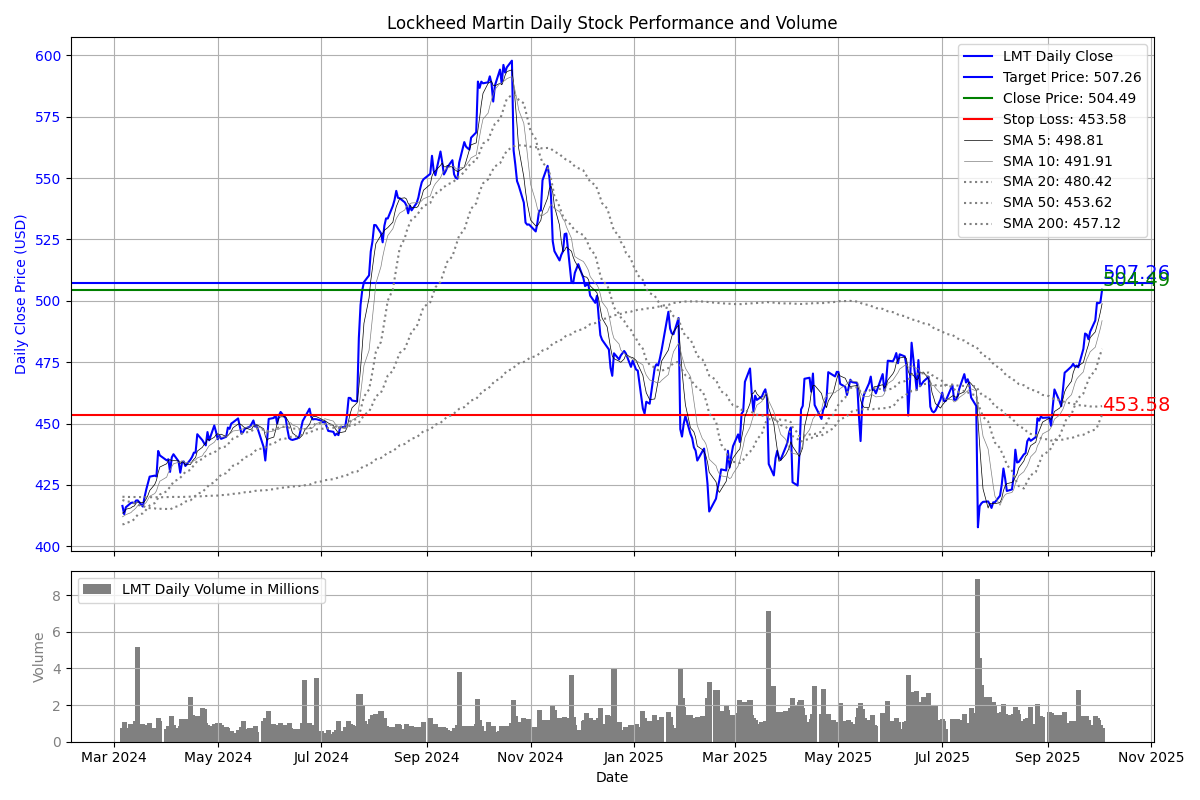 Lockheed Martin Daily Stock Performance and Volume
Daily Close Price (USD)
600
575
550
525
500
475
450
425
400
LMT Daily Close
Target Price: 507.26
Close Price: 504.49
Stop Loss: 453.58
SMA 5: 498.81
SMA 10: 491.91
SMA 20: 480.42
SMA 50: 453.62
SMA 200: 457.12
507.26
504.49
453.58
Volume
8
6
4
2
0
LMT Daily Volume in Millions
Mar 2024 May 2024 Jul 2024 Sep 2024 Nov 2024 Jan 2025 Mar 2025 May 2025 Jul 2025 Sep 2025 Nov 2025
Date